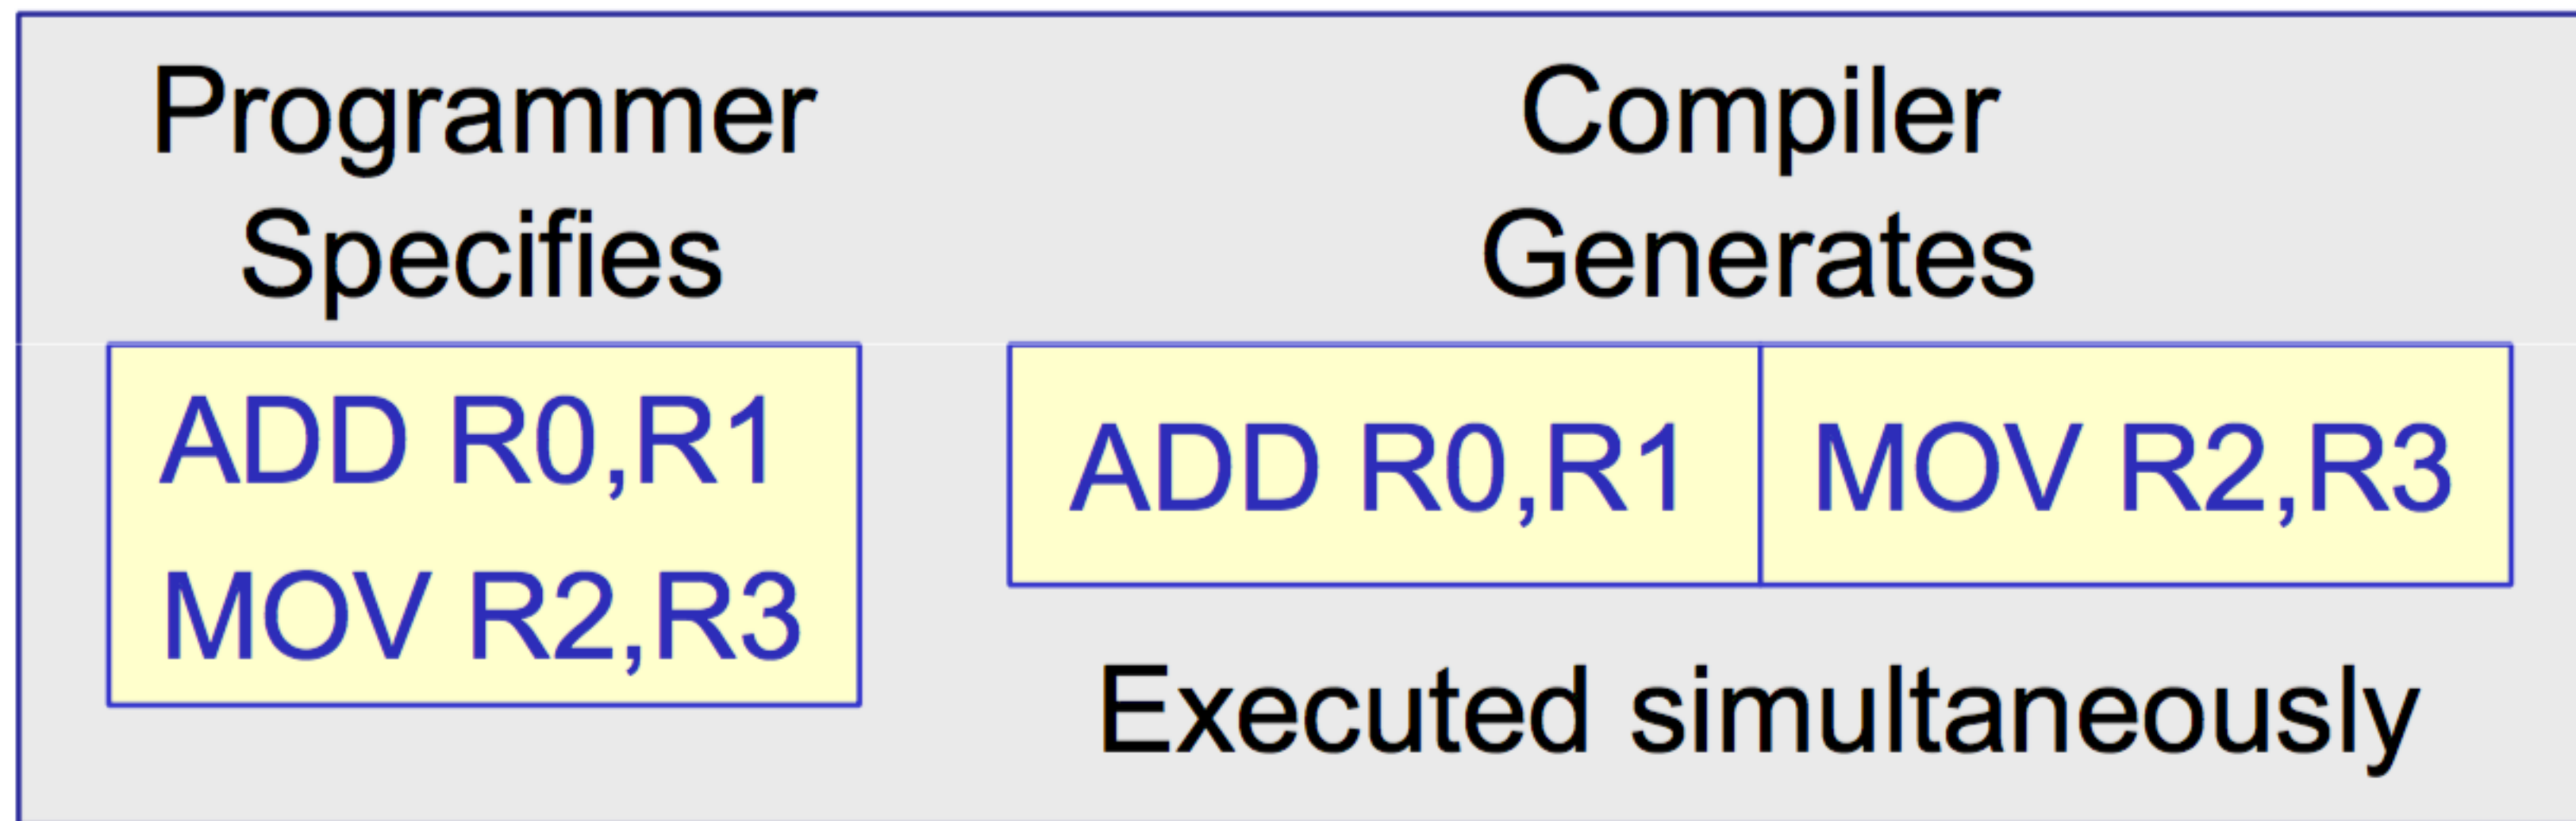 Programmer
Specifies
ADD R0,R1
MOV R2,R3
Compiler
Generates
ADD R0,R1 MOV R2,R3
Executed simultaneously